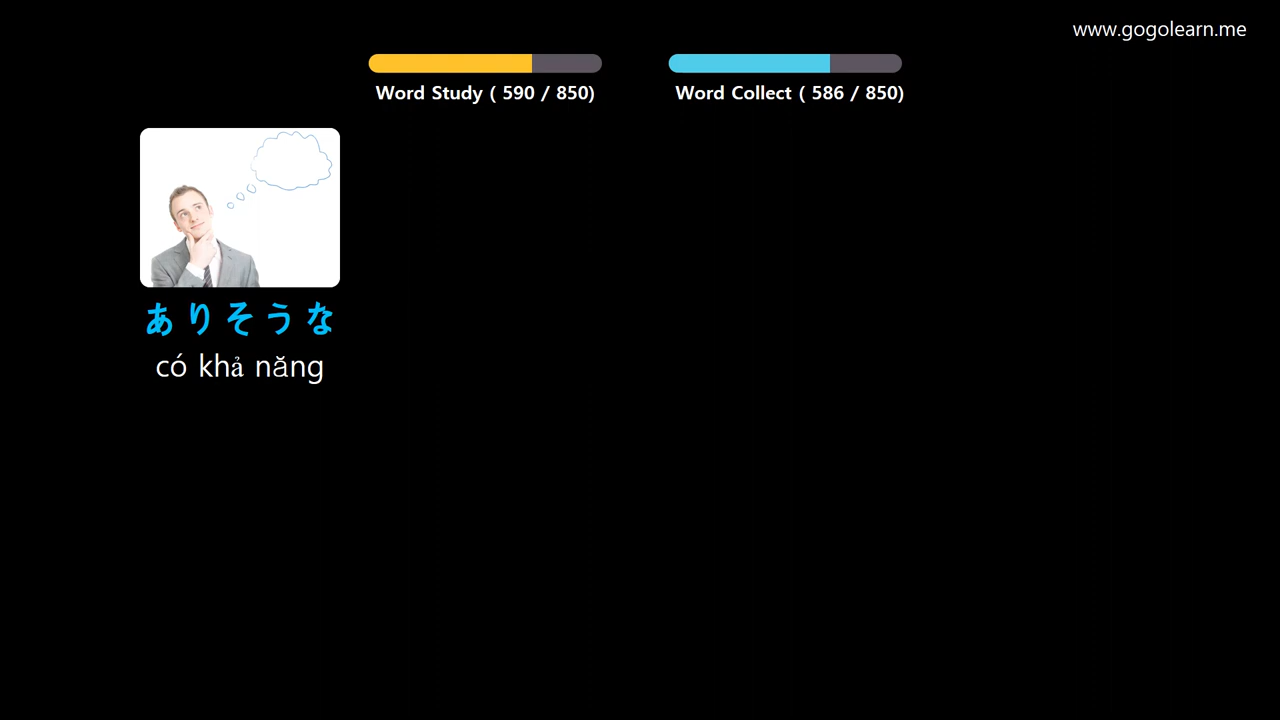 www.gogolearn.me
Word Study ( 590 / 850)
Word Collect ( 586 / 850)
ありそうな
có khả năng